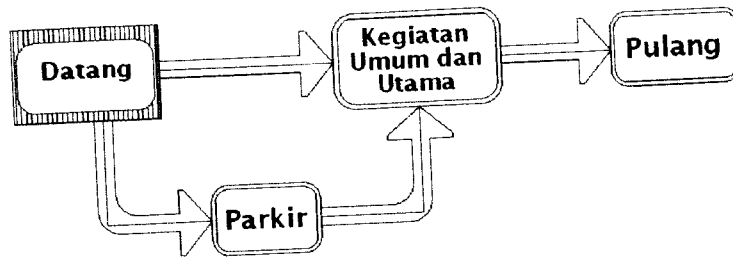 Datang
Kegiatan
Umum dan
Utama
Pulang
Parkir